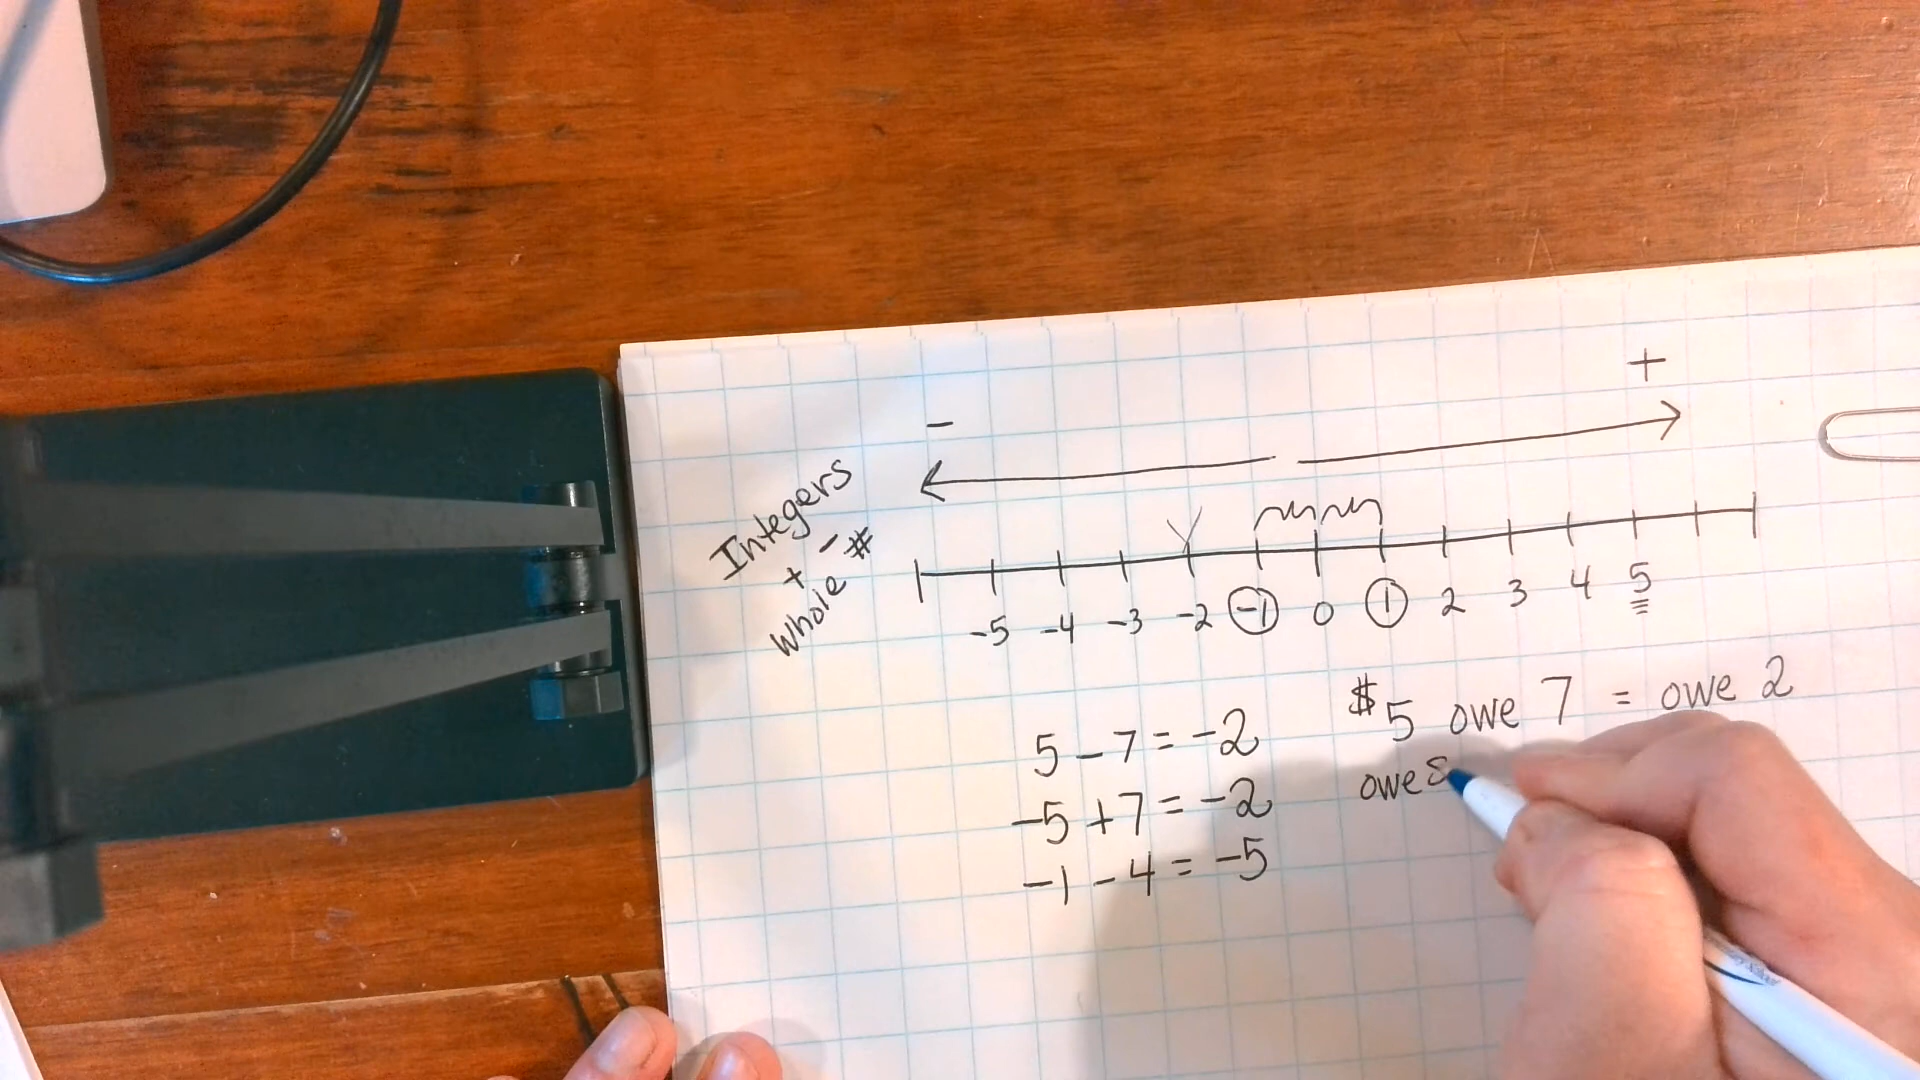 +
-
Integers
+ -
Whole #
-5 -4 -3 -2 -1 0 1 2 3 4 5
5 - 7 = -2
-5 + 7 = -2
-1 - 4 = -5
$5 owe 7 = owe 2
owe